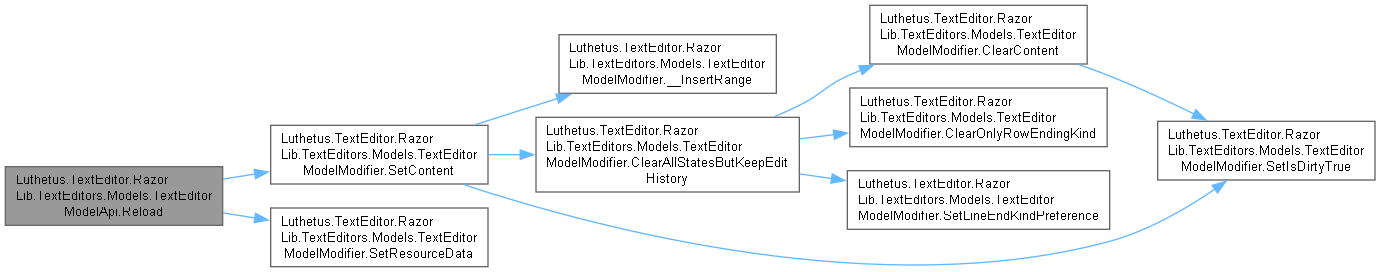 Luthetus.TextEditor.Razor
Lib.TextEditors.Models.TextEditor
ModelApi.Reload
Luthetus.TextEditor.Razor
Lib.TextEditors.Models.TextEditor
ModelModifier.SetContent
Luthetus.TextEditor.Razor
Lib.TextEditors.Models.TextEditor
ModelModifier.SetResourceData
Luthetus.TextEditor.Razor
Lib.TextEditors.Models.TextEditor
ModelModifier.__InsertRange
Luthetus.TextEditor.Razor
Lib.TextEditors.Models.TextEditor
ModelModifier.ClearAllStatesButKeepEdit
History
Luthetus.TextEditor.Razor
Lib.TextEditors.Models.TextEditor
ModelModifier.ClearContent
Luthetus.TextEditor.Razor
Lib.TextEditors.Models.TextEditor
ModelModifier.ClearOnlyRowEndingKind
Luthetus.TextEditor.Razor
Lib.TextEditors.Models.TextEditor
ModelModifier.SetLineEndKindPreference
Luthetus.TextEditor.Razor
Lib.TextEditors.Models.TextEditor
ModelModifier.SetIsDirtyTrue